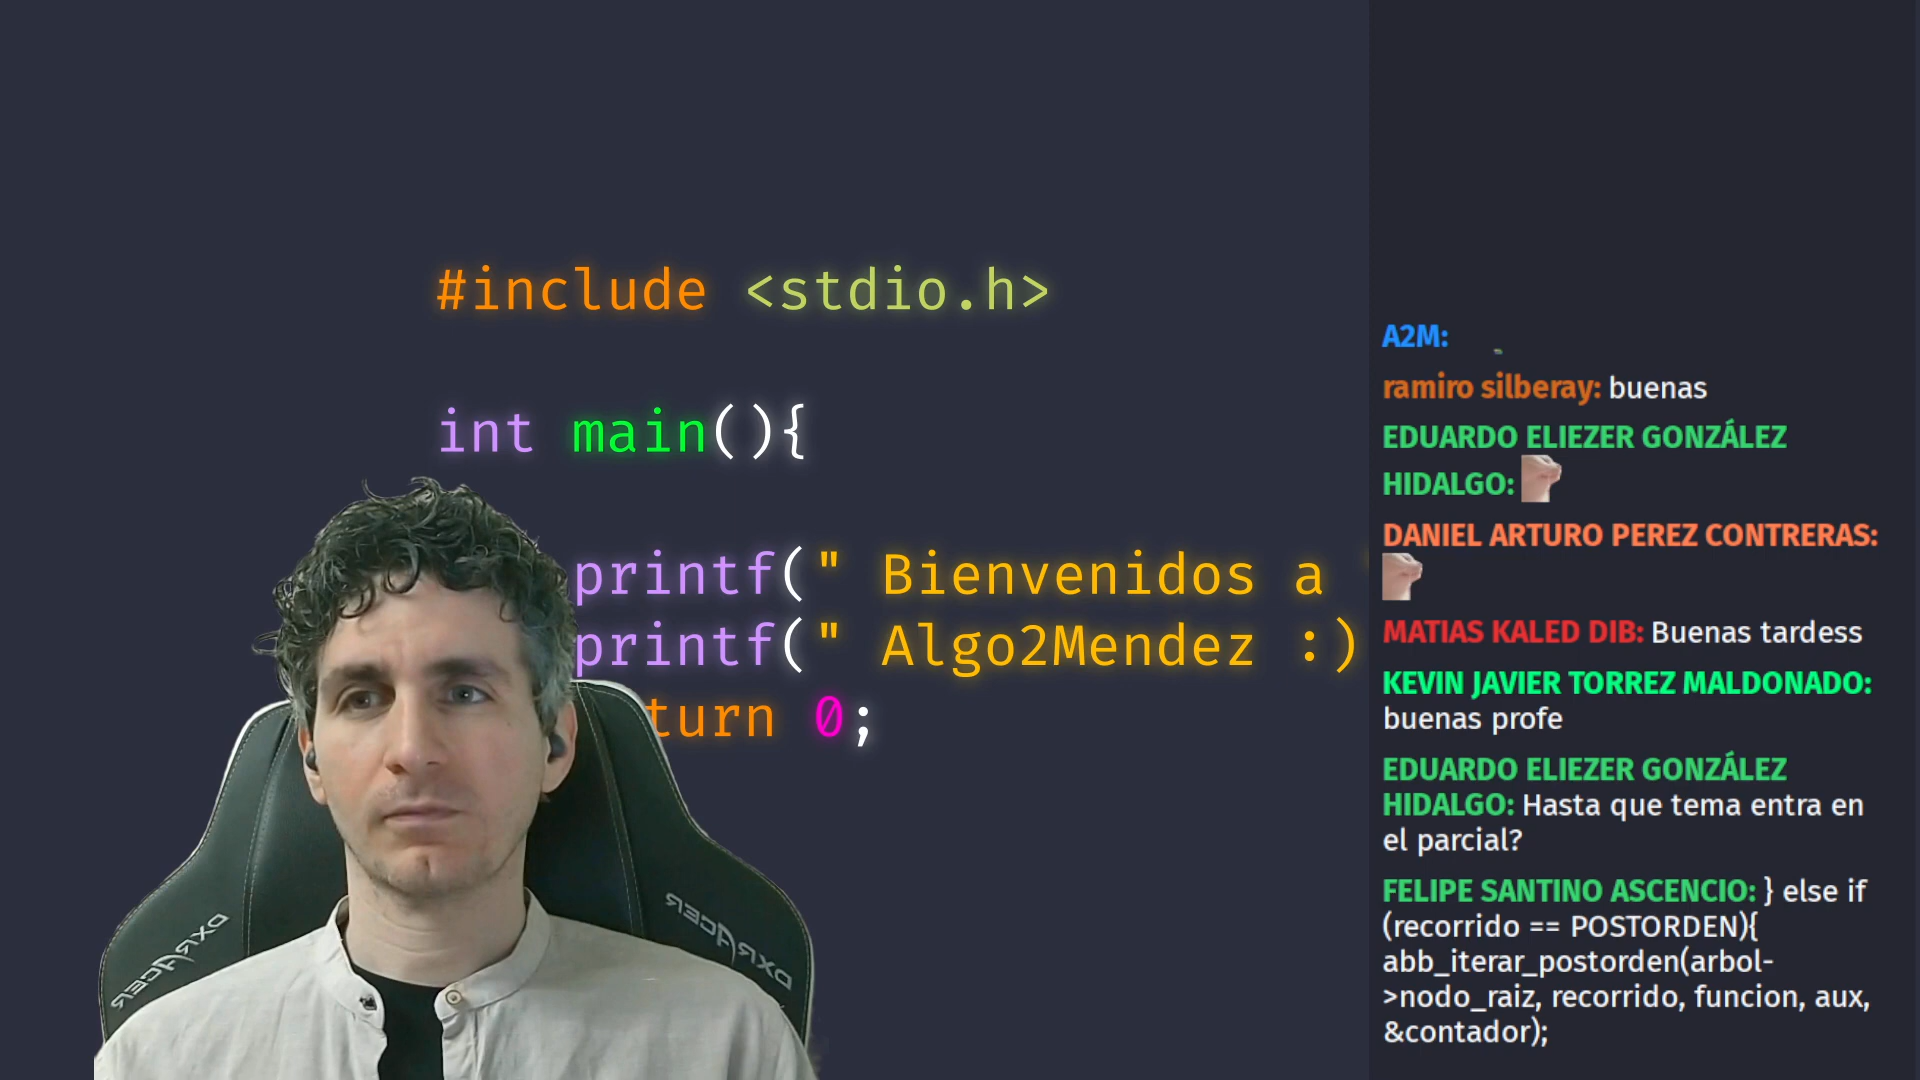 #include <stdio.h>
int main(){
printf(" Bienvenidos a "
printf(" Algo2Mendez :)
turn 0;
DXRACER
DXRACER
A2M:
ramiro silberay: buenas
EDUARDO ELIEZER GONZÁLEZ
HIDALGO:
DANIEL ARTURO PEREZ CONTRERAS:
MATIAS KALED DIB: Buenas tardess
KEVIN JAVIER TORREZ MALDONADO:
buenas profe
EDUARDO ELIEZER GONZÁLEZ
HIDALGO: Hasta que tema entra en
el parcial?
FELIPE SANTINO ASCENCIO: } else if
(recorrido == POSTORDEN){
abb_iterar_postorden(arbol-
>nodo_raiz, recorrido, funcion, aux,
&contador);